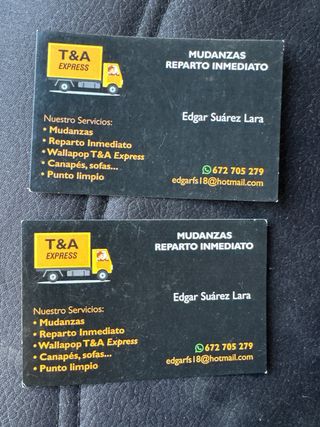 T&A
EXPRESS
MUDANZAS
REPARTO INMEDIATO
Edgar Suárez Lara
Nuestro Servicios:
• Mudanzas
• Reparto Inmediato
• Wallapop T&A Express
• Canapés, sofas...
• Punto limpio
672 705 279
edgarfs18@hotmail.com
T&A
EXPRESS
MUDANZAS
REPARTO INMEDIATO
Edgar Suárez Lara
Nuestro Servicios:
• Mudanzas
• Reparto Inmediato
• Wallapop T&A Express
• Canapés, sofas...
• Punto limpio
672 705 279
edgarfs18@hotmail.com